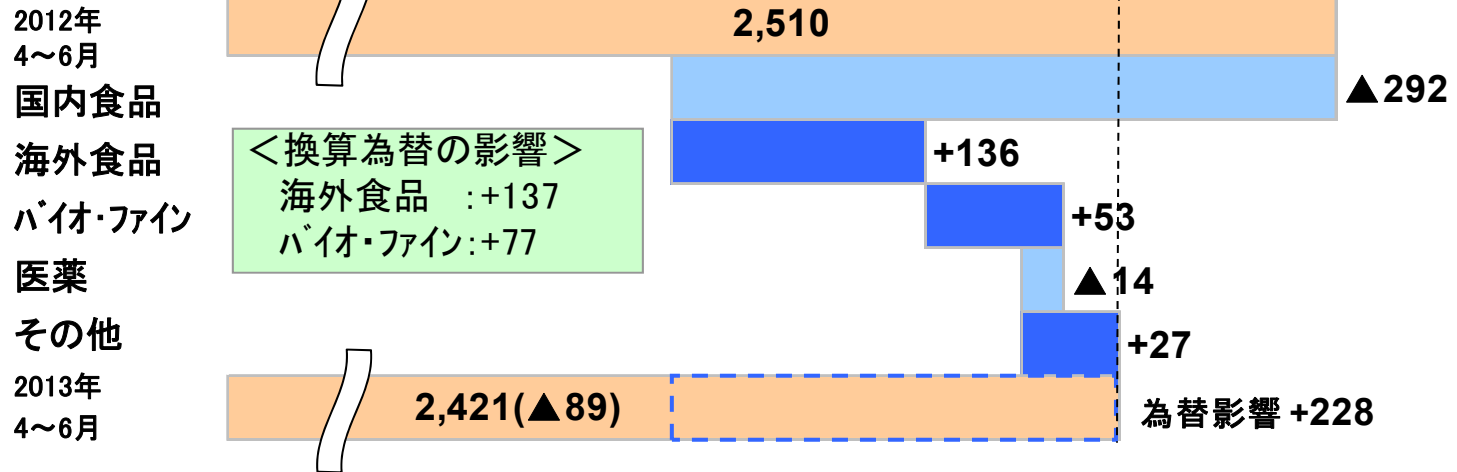 2012年
4～6月
2,510
国内食品
▲292
＜換算為替の影響＞
海外食品　：+137
ﾊﾞｲｵ・ﾌｧｲﾝ：+77
海外食品
+136
ﾊﾞｲｵ・ﾌｧｲﾝ
+53
医薬
▲14
その他
+27
2013年
4～6月
2,421(▲89)
為替影響 +228